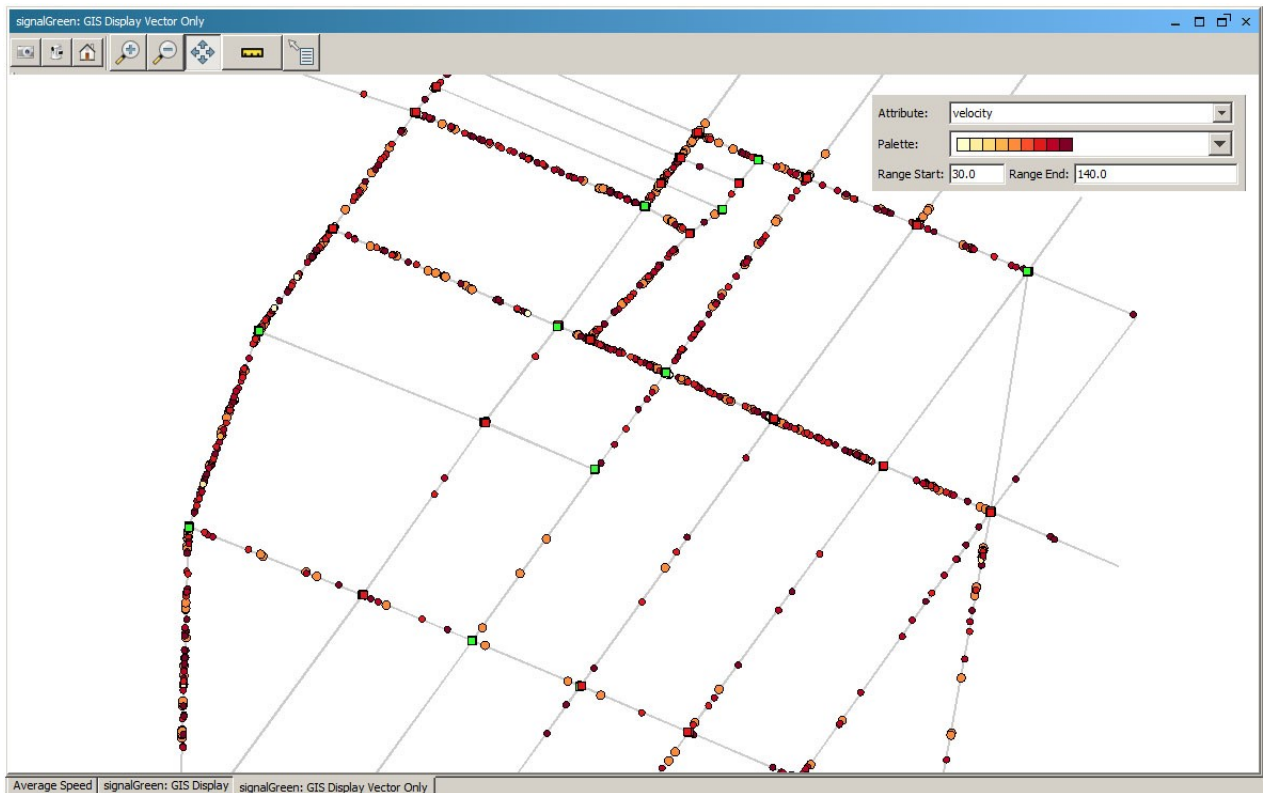 signalGreen: GIS Display Vector Only
Attribute: velocity
Palette:
Range Start: 30.0 Range End: 140.0
Average Speed signalGreen: GIS Display signalGreen: GIS Display Vector Only